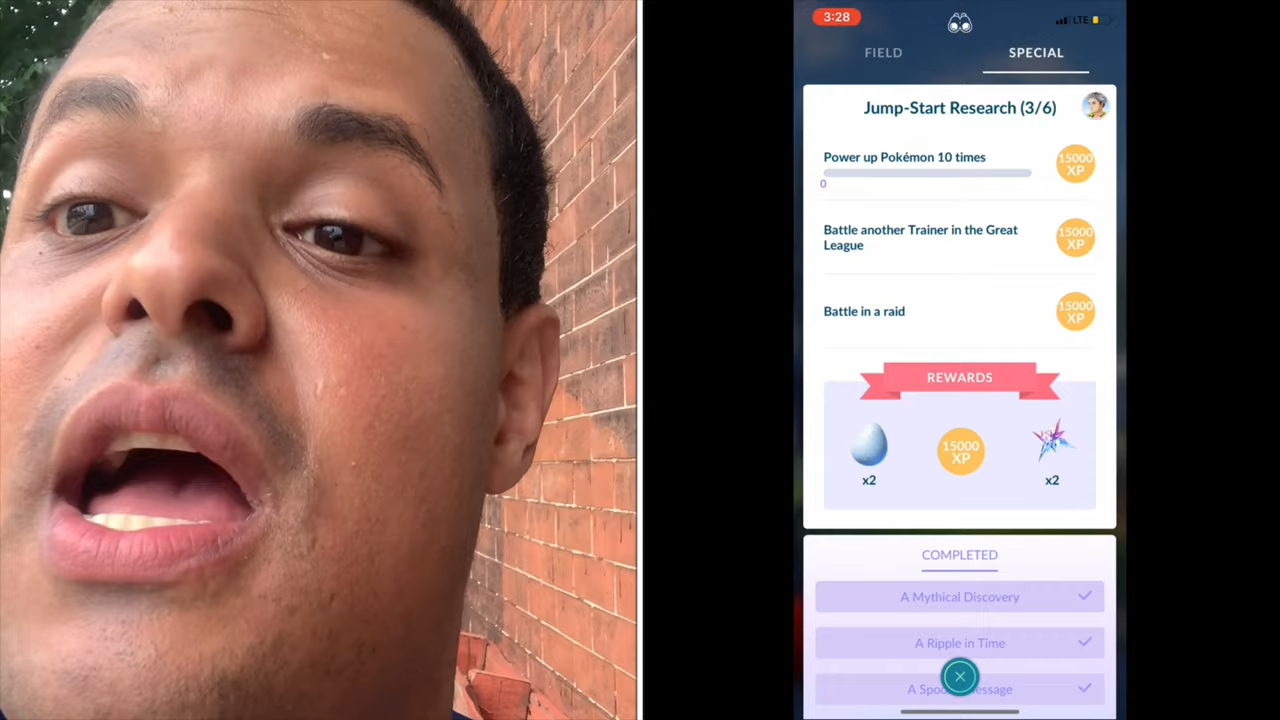 3:28
LTE
FIELD
SPECIAL
Jump-Start Research (3/6)
Power up Pokémon 10 times
15000
XP
0
Battle another Trainer in the Great
League
15000
XP
Battle in a raid
15000
XP
REWARDS
15000
XP
x2
x2
COMPLETED
A Mythical Discovery
A Ripple in Time